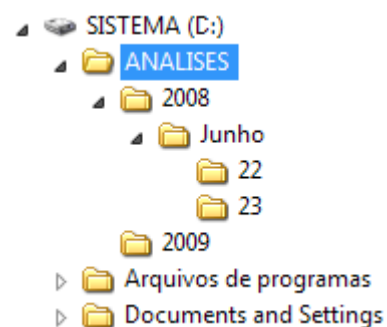 SISTEMA (C:)
ANALISES
2008
Junho
22
23
2009
Arquivos de programas
Documents and Settings